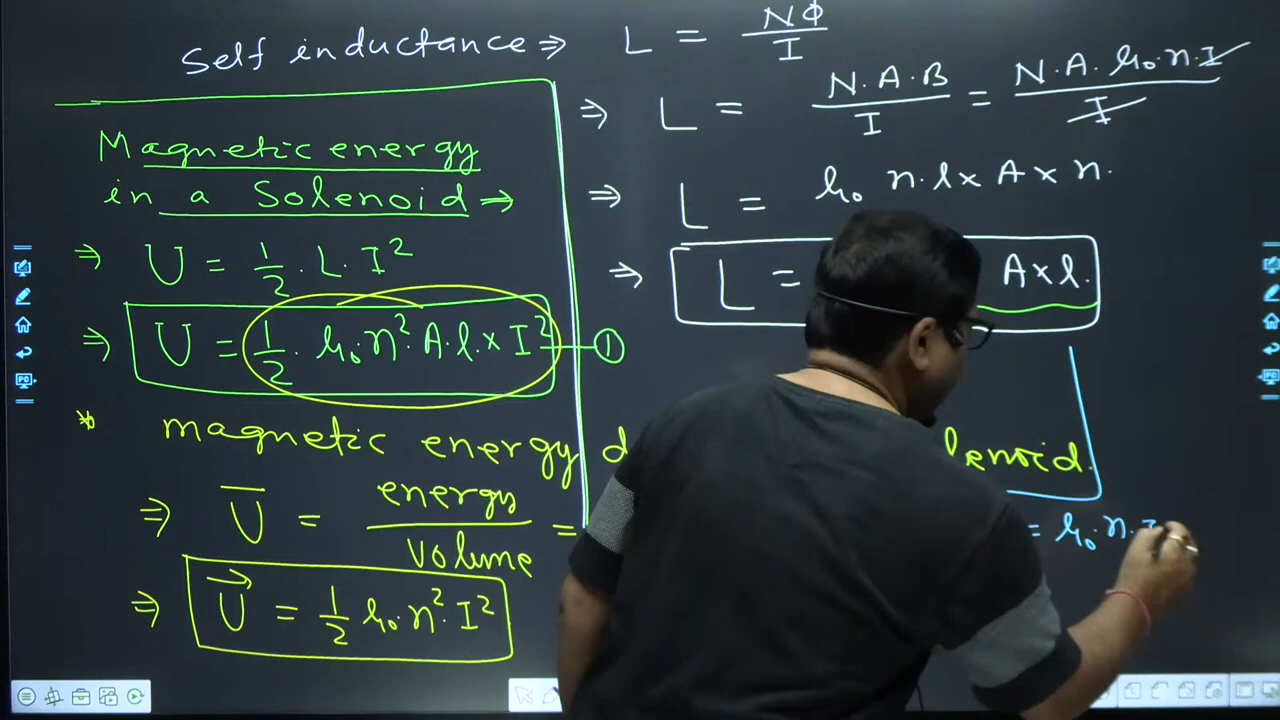 Self inductance ⇒ L = NΦ/I
⇒ L = N.A.B/I = N.A.μ₀.n.I/I
⇒ L = μ₀ n.l × A × n.
⇒ L = A×l.
Magnetic energy
in a Solenoid ⇒
⇒ U = 1/2 . L . I²
⇒ U = 1/2 . μ₀ n² . A . l . × I² — ①
* magnetic energy d lenoid.
⇒ U̅ = energy/volume =
= μ₀.n.I
⇒ U⃗ = 1/2 μ₀.n².I²